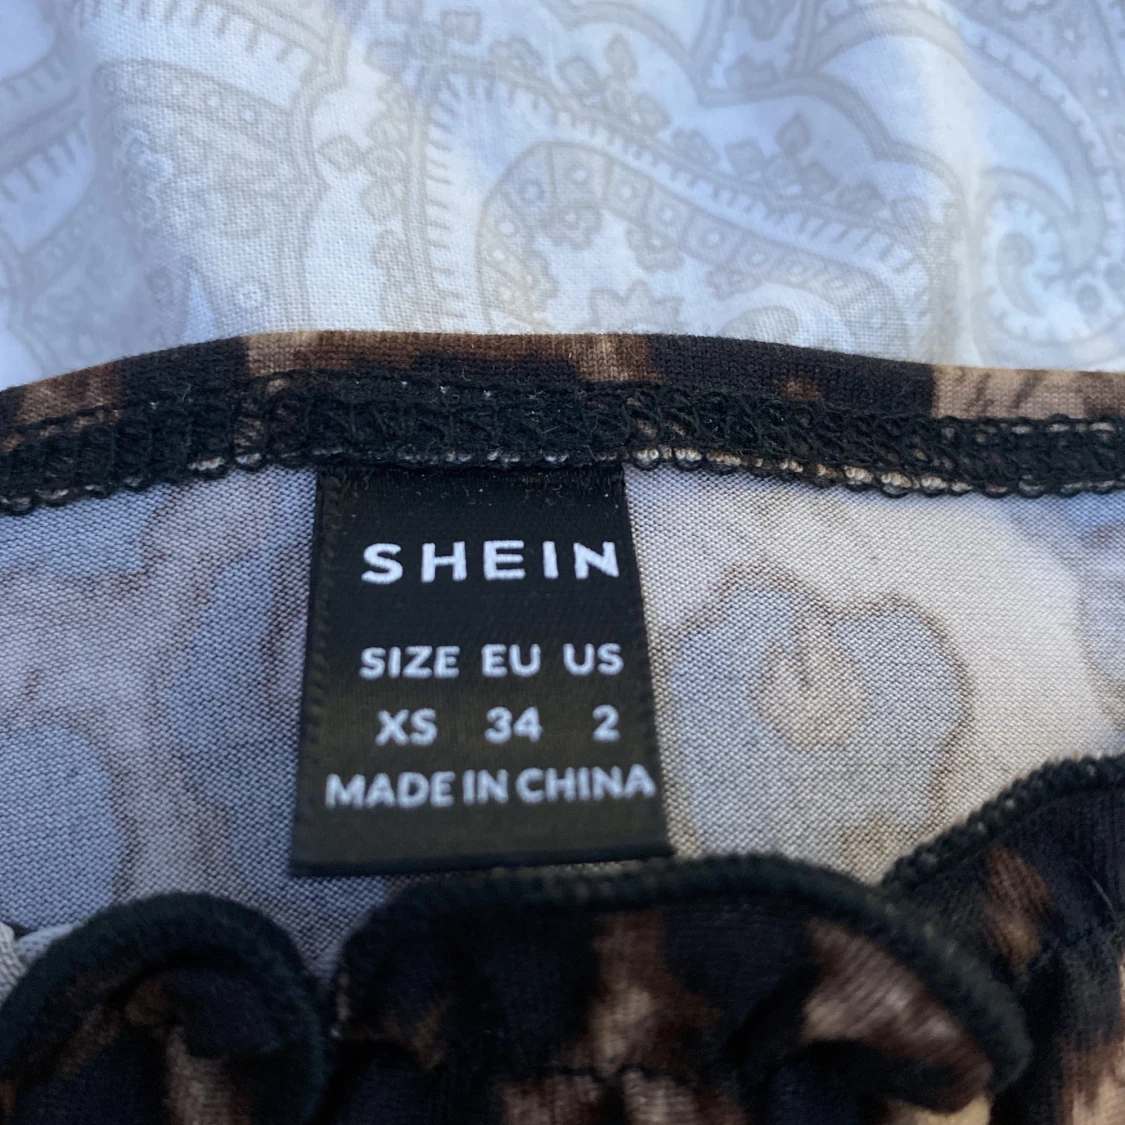 SHEIN
SIZE EU US
XS 34 2
MADE IN CHINA